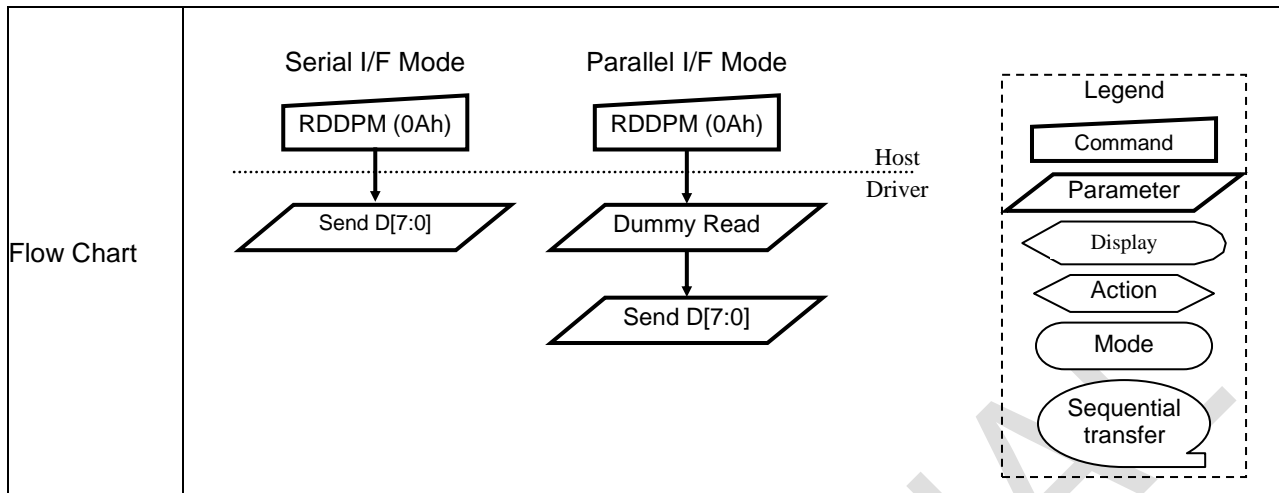 Flow Chart
Serial I/F Mode
RDDPM (0Ah)
Send D[7:0]
Parallel I/F Mode
RDDPM (0Ah)
Dummy Read
Send D[7:0]
Host
Driver
Legend
Command
Parameter
Display
Action
Mode
Sequential
transfer